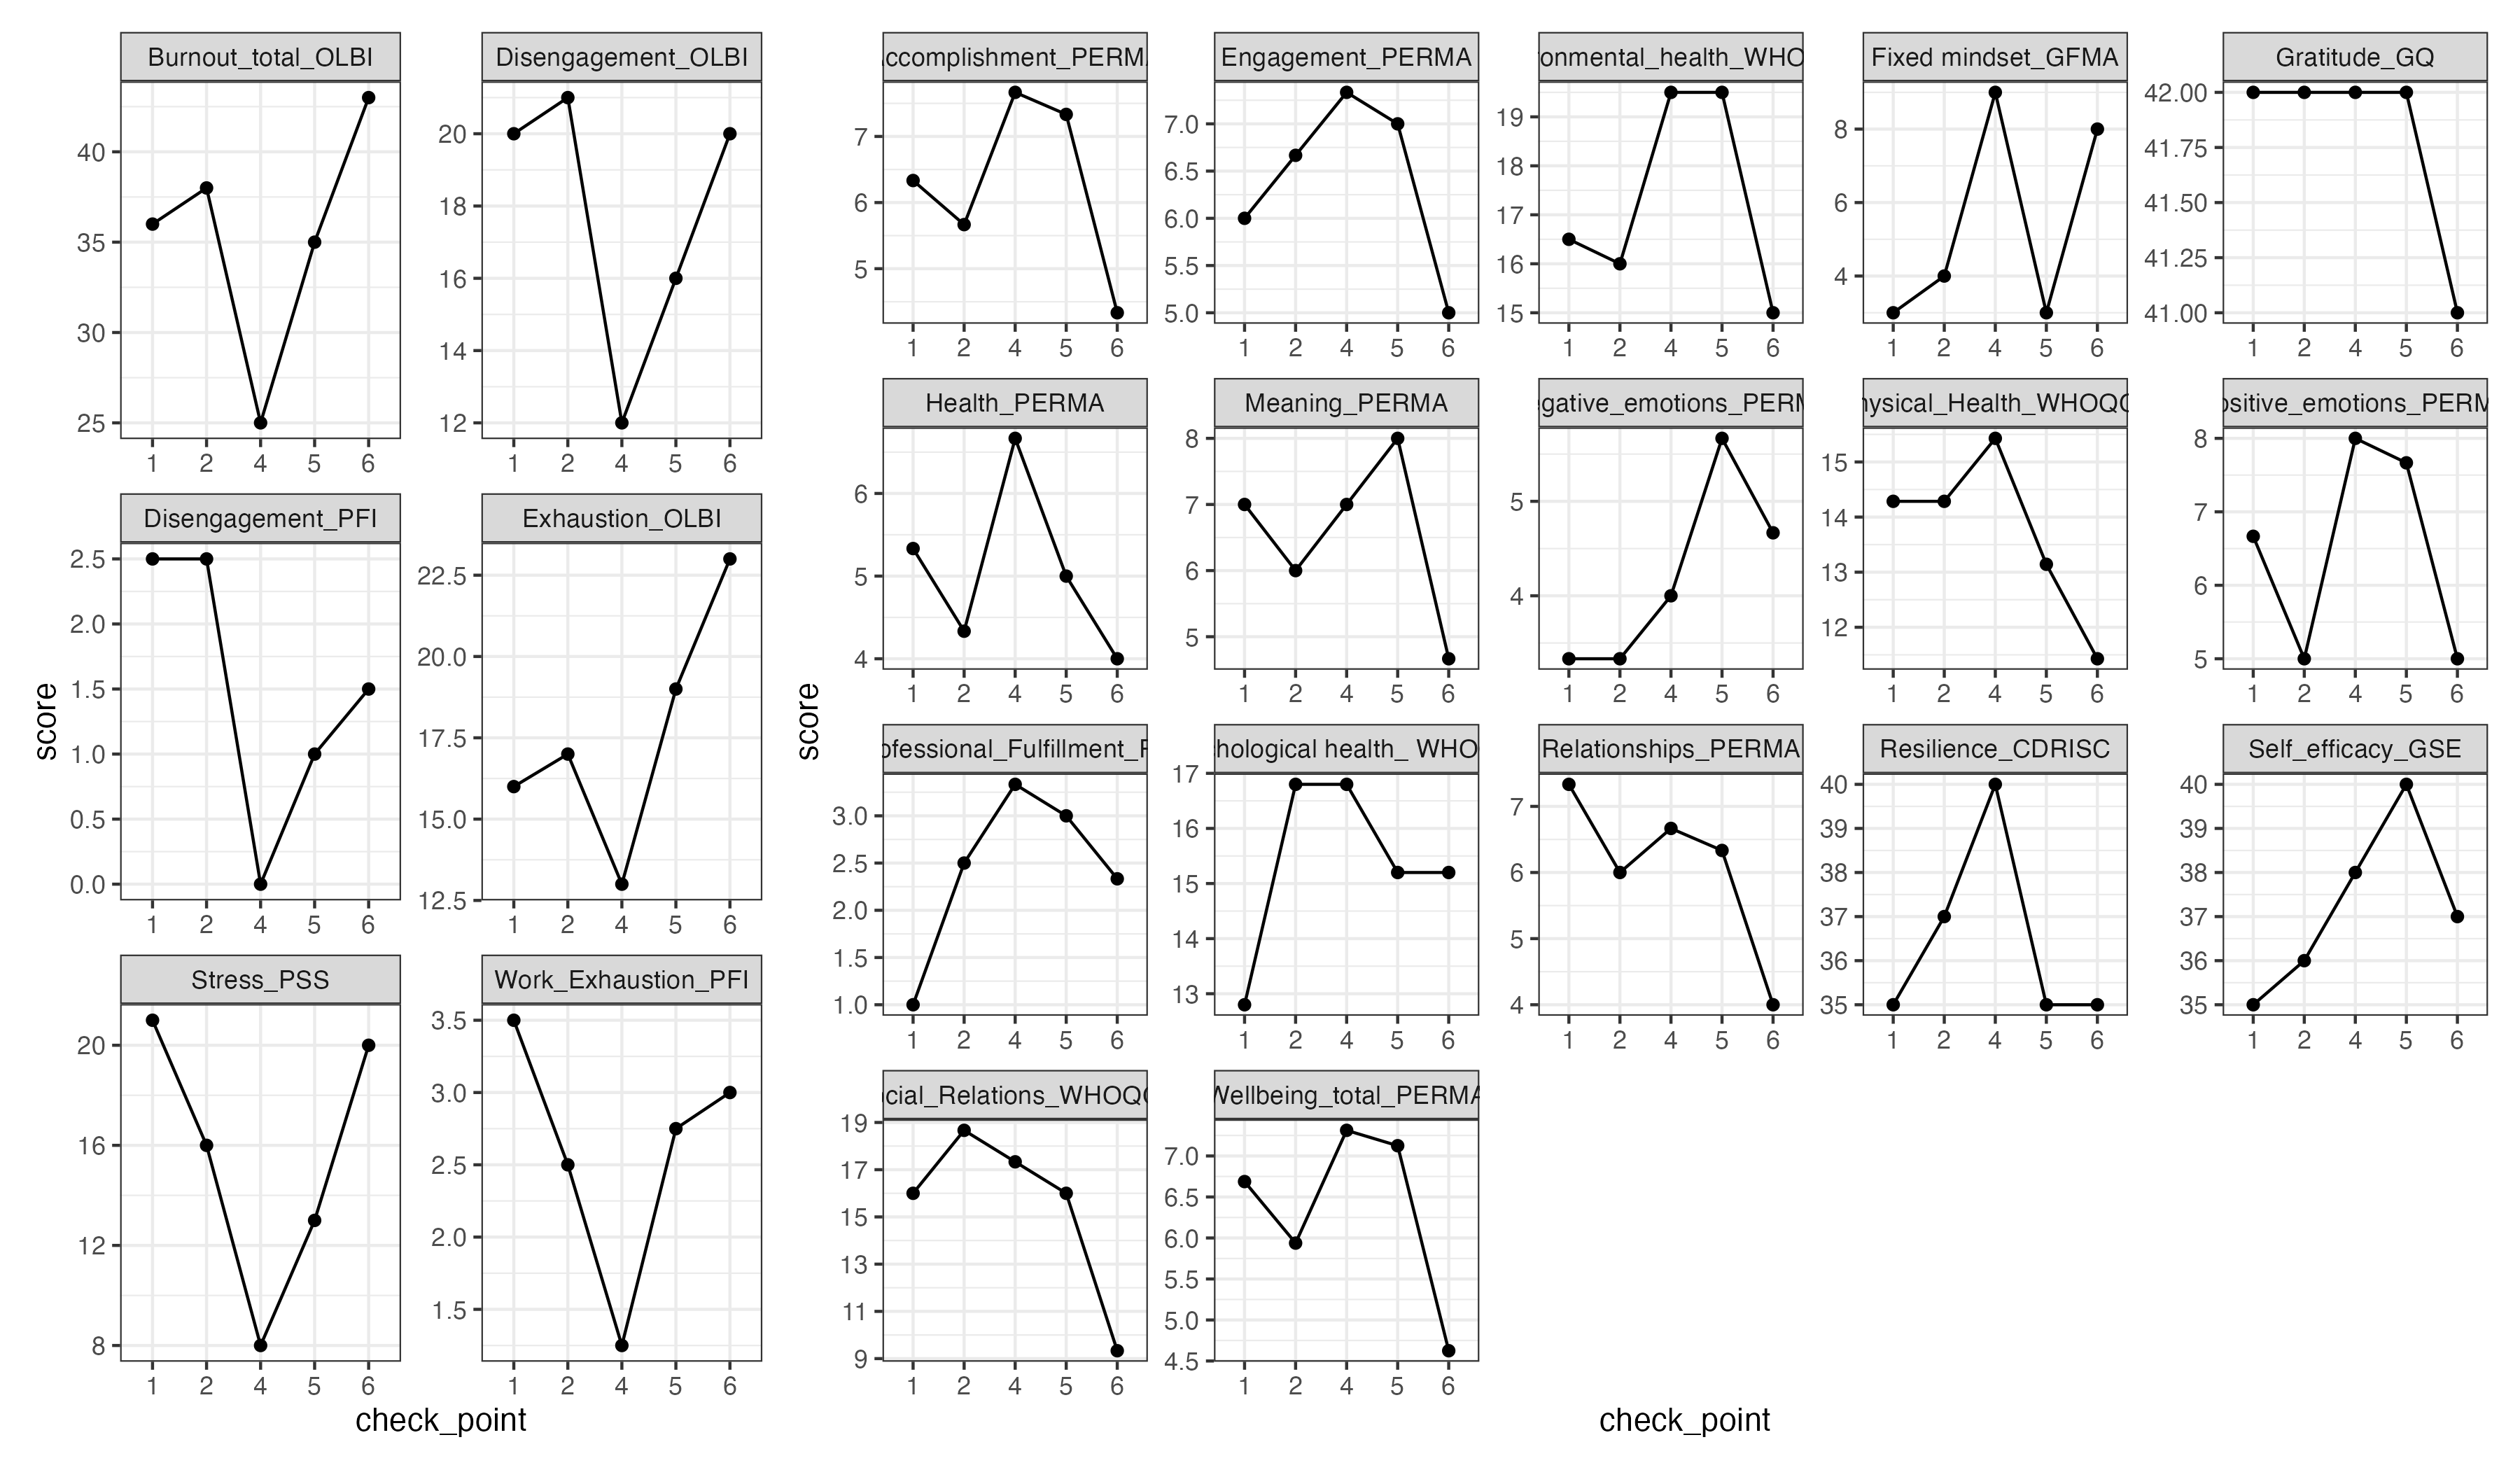 score
Burnout_total_OLBI
40
35
30
25
1 2 4 5 6
Disengagement_OLBI
20
18
16
14
12
1 2 4 5 6
Disengagement_PFI
2.5
2.0
1.5
1.0
0.5
0.0
1 2 4 5 6
Exhaustion_OLBI
22.5
20.0
17.5
15.0
12.5
1 2 4 5 6
Stress_PSS
20
16
12
8
1 2 4 5 6
Work_Exhaustion_PFI
3.5
3.0
2.5
2.0
1.5
1 2 4 5 6
check_point
score
ccomplishment_PERM
7
6
5
1 2 4 5 6
Engagement_PERMA
7.0
6.5
6.0
5.5
5.0
1 2 4 5 6
onmental_health_WHO
19
18
17
16
15
1 2 4 5 6
Fixed mindset_GFMA
8
6
4
1 2 4 5 6
Gratitude_GQ
42.00
41.75
41.50
41.25
41.00
1 2 4 5 6
Health_PERMA
6
5
4
1 2 4 5 6
Meaning_PERMA
8
7
6
5
1 2 4 5 6
egative_emotions_PERM
5
4
1 2 4 5 6
hysical_Health_WHOQO
15
14
13
12
1 2 4 5 6
ositive_emotions_PERM
8
7
6
5
1 2 4 5 6
ofessional_Fulfillment_P
3.0
2.5
2.0
1.5
1.0
1 2 4 5 6
hological health_ WHO
17
16
15
14
13
1 2 4 5 6
Relationships_PERMA
7
6
5
4
1 2 4 5 6
Resilience_CDRISC
40
39
38
37
36
35
1 2 4 5 6
Self_efficacy_GSE
40
39
38
37
36
35
1 2 4 5 6
cial_Relations_WHOQO
19
17
15
13
11
9
1 2 4 5 6
Wellbeing_total_PERMA
7.0
6.5
6.0
5.5
5.0
4.5
1 2 4 5 6
check_point